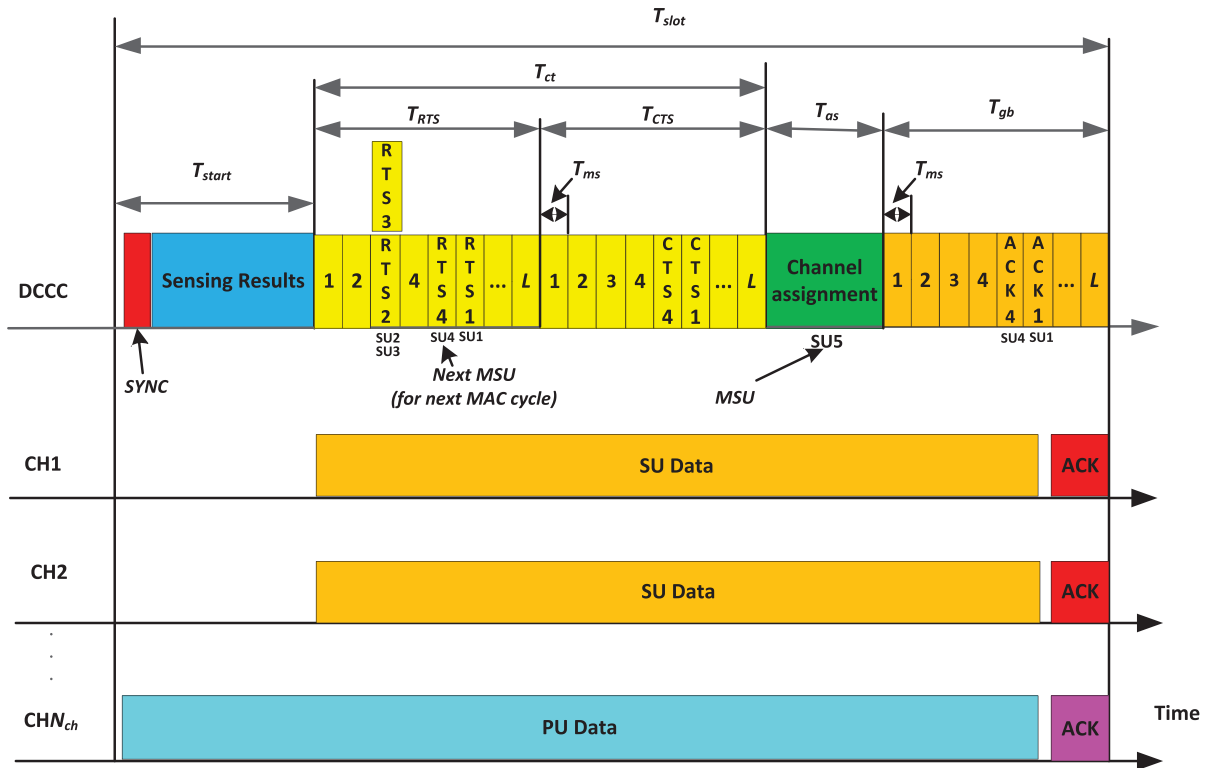 T_slot
T_ct
T_RTS T_CTS T_as T_gb
T_start
RTS3
T_ms T_ms
DCCC
Sensing Results
1 2 RTS2 4 RTS4 RTS1 ... L
1 2 3 4 CTS4 CTS1 ... L
Channel
assignment
1 2 3 4 ACK4 ACK1 ... L
SU2
SU3
SU4 SU1
SU5
SU4 SU1
SYNC
Next MSU
(for next MAC cycle)
MSU
CH1 SU Data ACK
CH2 SU Data ACK
CHN_ch PU Data ACK
Time